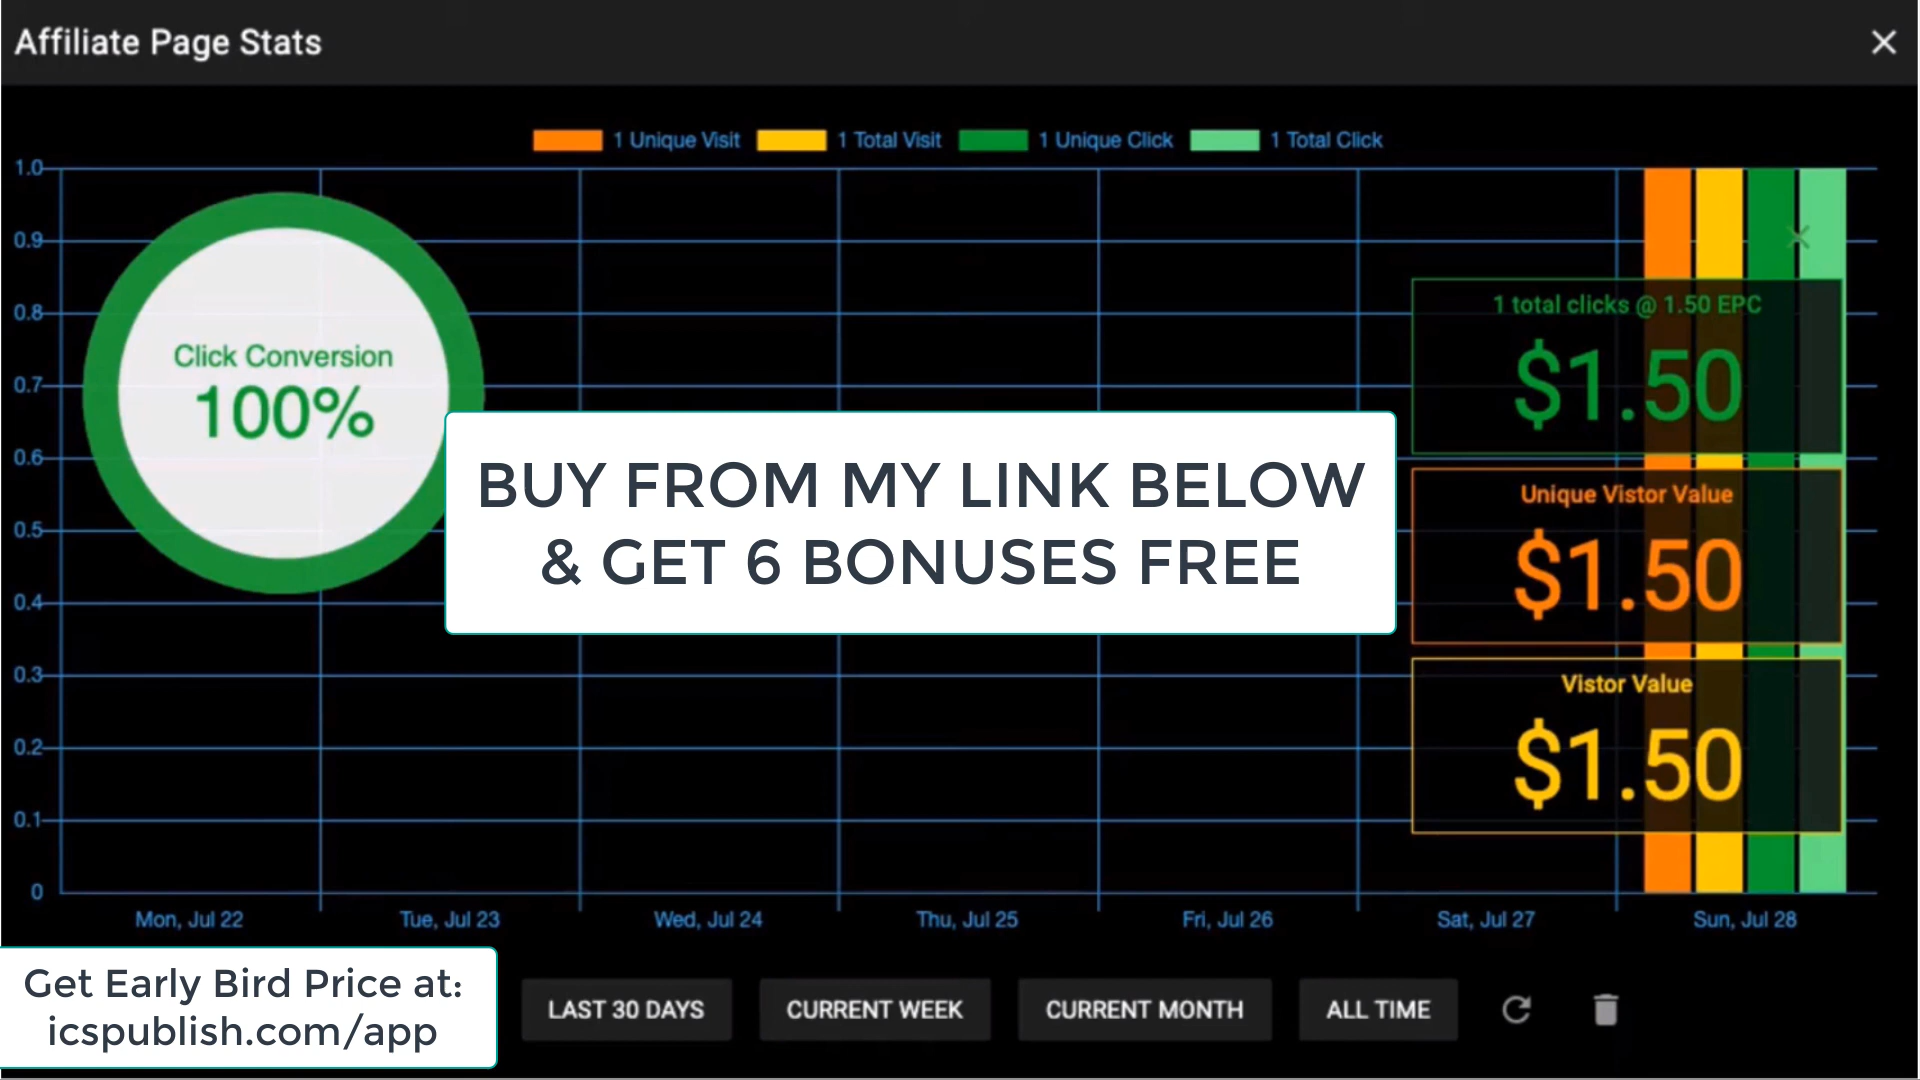 Affiliate Page Stats
1 Unique Visit 1 Total Visit 1 Unique Click 1 Total Click
1.0
0.9
0.8
0.7
0.6
0.5
0.4
0.3
0.2
0.1
0
Click Conversion
100%
1 total clicks @ 1.50 EPC
$1.50
BUY FROM MY LINK BELOW
& GET 6 BONUSES FREE
Unique Vistor Value
$1.50
Vistor Value
$1.50
Mon, Jul 22 Tue, Jul 23 Wed, Jul 24 Thu, Jul 25 Fri, Jul 26 Sat, Jul 27 Sun, Jul 28
Get Early Bird Price at:
icspublish.com/app
LAST 30 DAYS CURRENT WEEK CURRENT MONTH ALL TIME